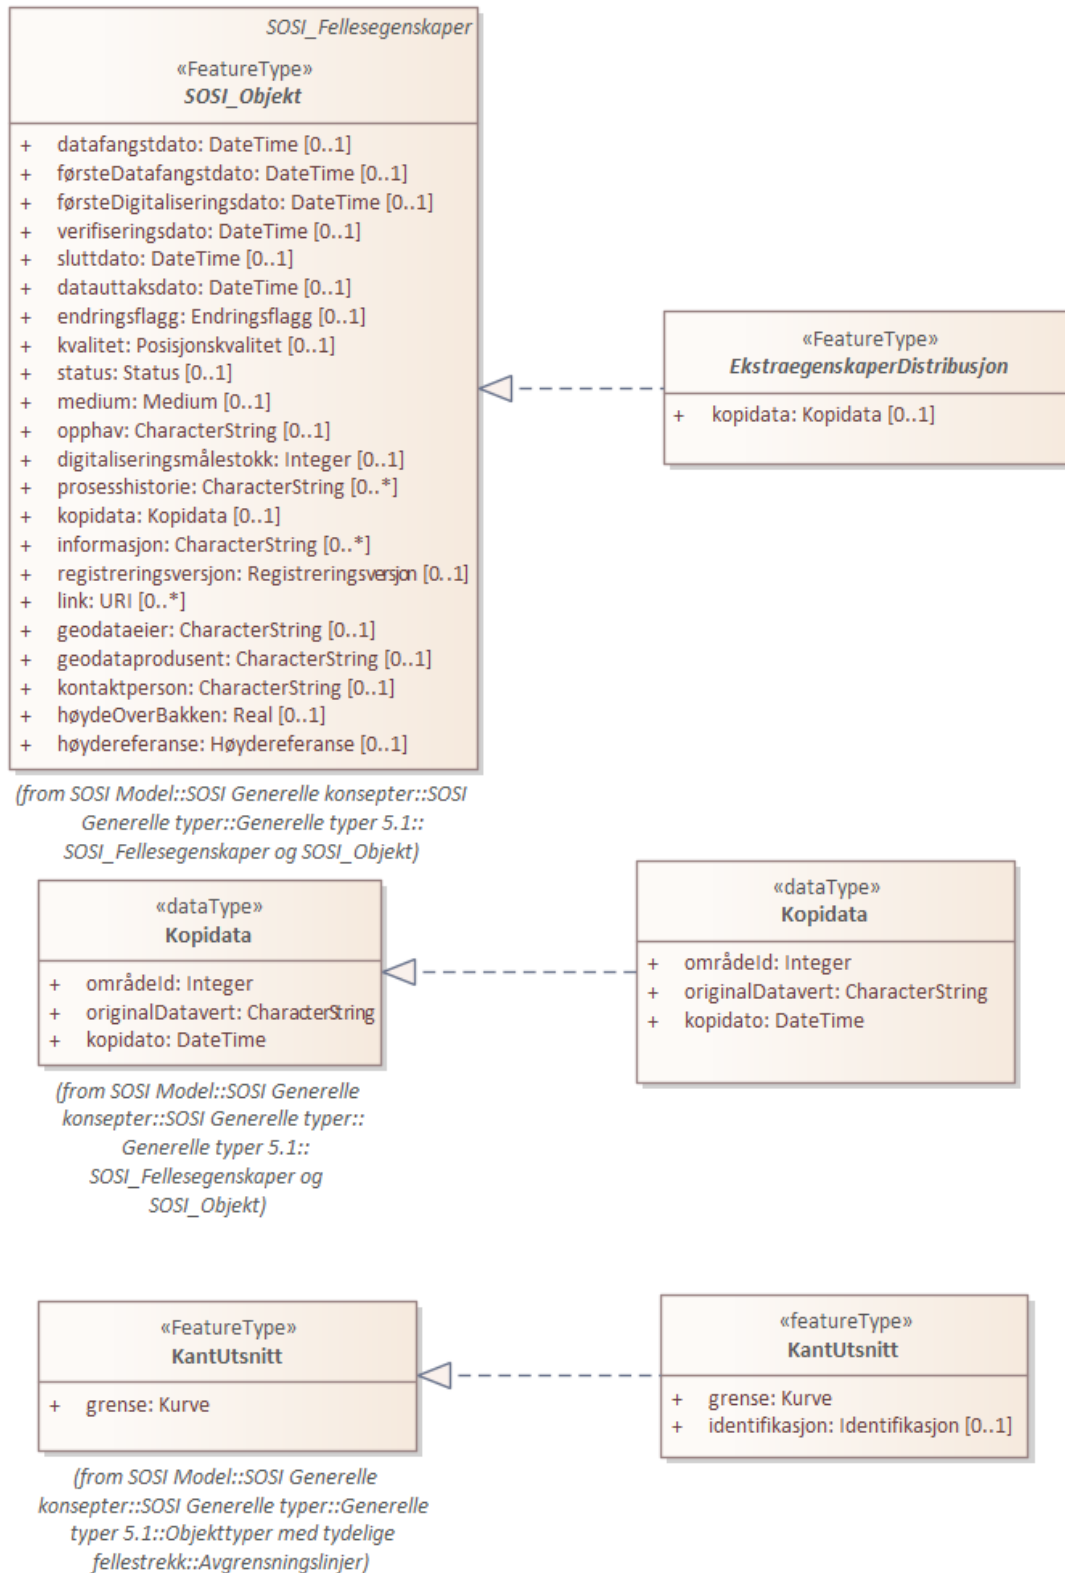 SOSI_Fellesegenskaper
«FeatureType»
SOSI_Objekt
+ datafangstdato: DateTime [0..1]
+ førsteDatafangstdato: DateTime [0..1]
+ førsteDigitaliseringsdato: DateTime [0..1]
+ verifiseringsdato: DateTime [0..1]
+ sluttdato: DateTime [0..1]
+ datauttaksdato: DateTime [0..1]
+ endringsflagg: Endringsflagg [0..1]
+ kvalitet: Posisjonskvalitet [0..1]
+ status: Status [0..1]
+ medium: Medium [0..1]
+ opphav: CharacterString [0..1]
+ digitaliseringsmålestokk: Integer [0..1]
+ prosesshistorie: CharacterString [0..*]
+ kopidata: Kopidata [0..1]
+ informasjon: CharacterString [0..*]
+ registreringsversjon: Registreringsversjon [0..1]
+ link: URI [0..*]
+ geodataeier: CharacterString [0..1]
+ geodataprodusent: CharacterString [0..1]
+ kontaktperson: CharacterString [0..1]
+ høydeOverBakken: Real [0..1]
+ høydereferanse: Høydereferanse [0..1]
(from SOSI Model::SOSI Generelle konsepter::SOSI
Generelle typer::Generelle typer 5.1::
SOSI_Fellesegenskaper og SOSI_Objekt)
«FeatureType»
EkstraegenskaperDistribusjon
+ kopidata: Kopidata [0..1]
«dataType»
Kopidata
+ områdeId: Integer
+ originalDatavert: CharacterString
+ kopidato: DateTime
(from SOSI Model::SOSI Generelle
konsepter::SOSI Generelle typer::
Generelle typer 5.1::
SOSI_Fellesegenskaper og
SOSI_Objekt)
«dataType»
Kopidata
+ områdeId: Integer
+ originalDatavert: CharacterString
+ kopidato: DateTime
«FeatureType»
KantUtsnitt
+ grense: Kurve
(from SOSI Model::SOSI Generelle
konsepter::SOSI Generelle typer::Generelle
typer 5.1::Objekttyper med tydelige
fellestrekk::Avgrensningslinjer)
«featureType»
KantUtsnitt
+ grense: Kurve
+ identifikasjon: Identifikasjon [0..1]